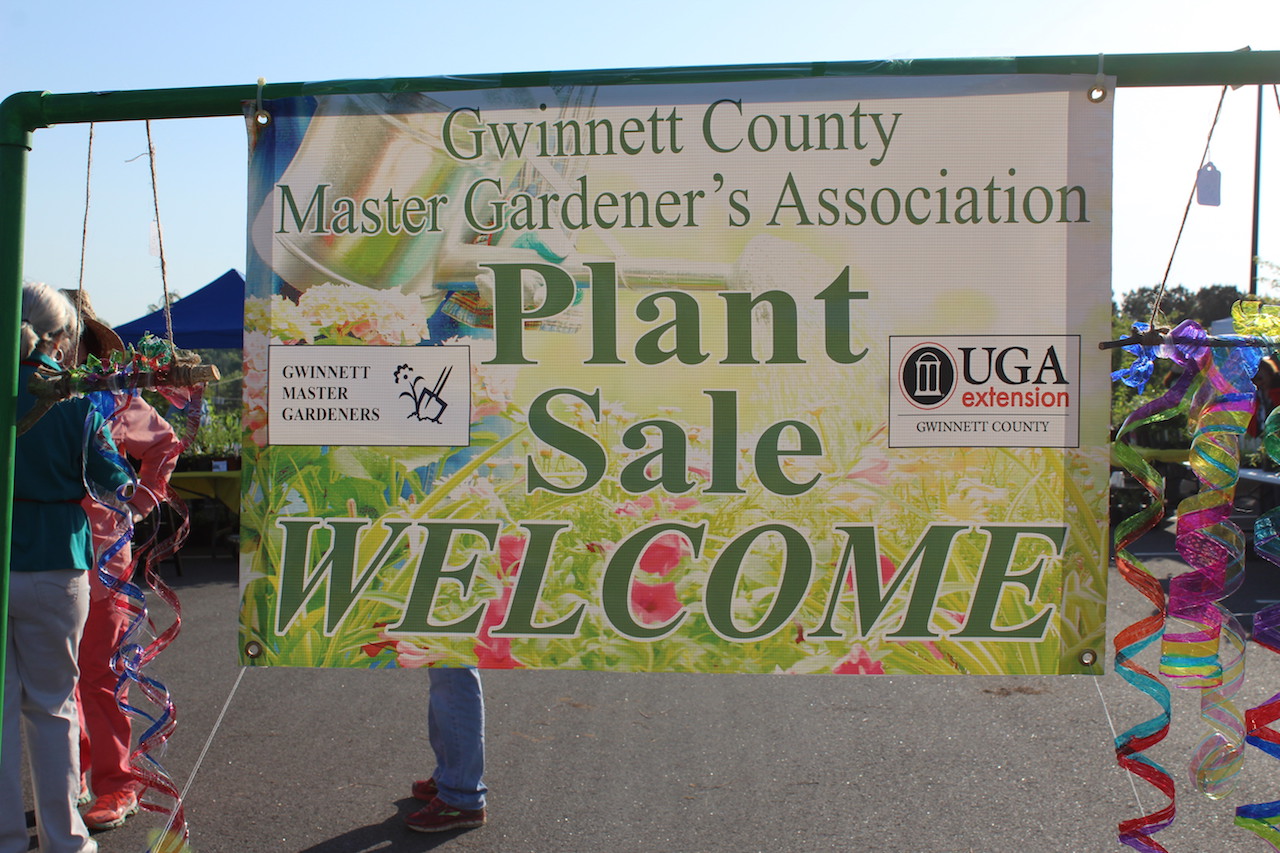 Gwinnett County
Master Gardener's Association
Plant
Sale
WELCOME
GWINNETT
MASTER
GARDENERS
UGA
extension
GWINNETT COUNTY